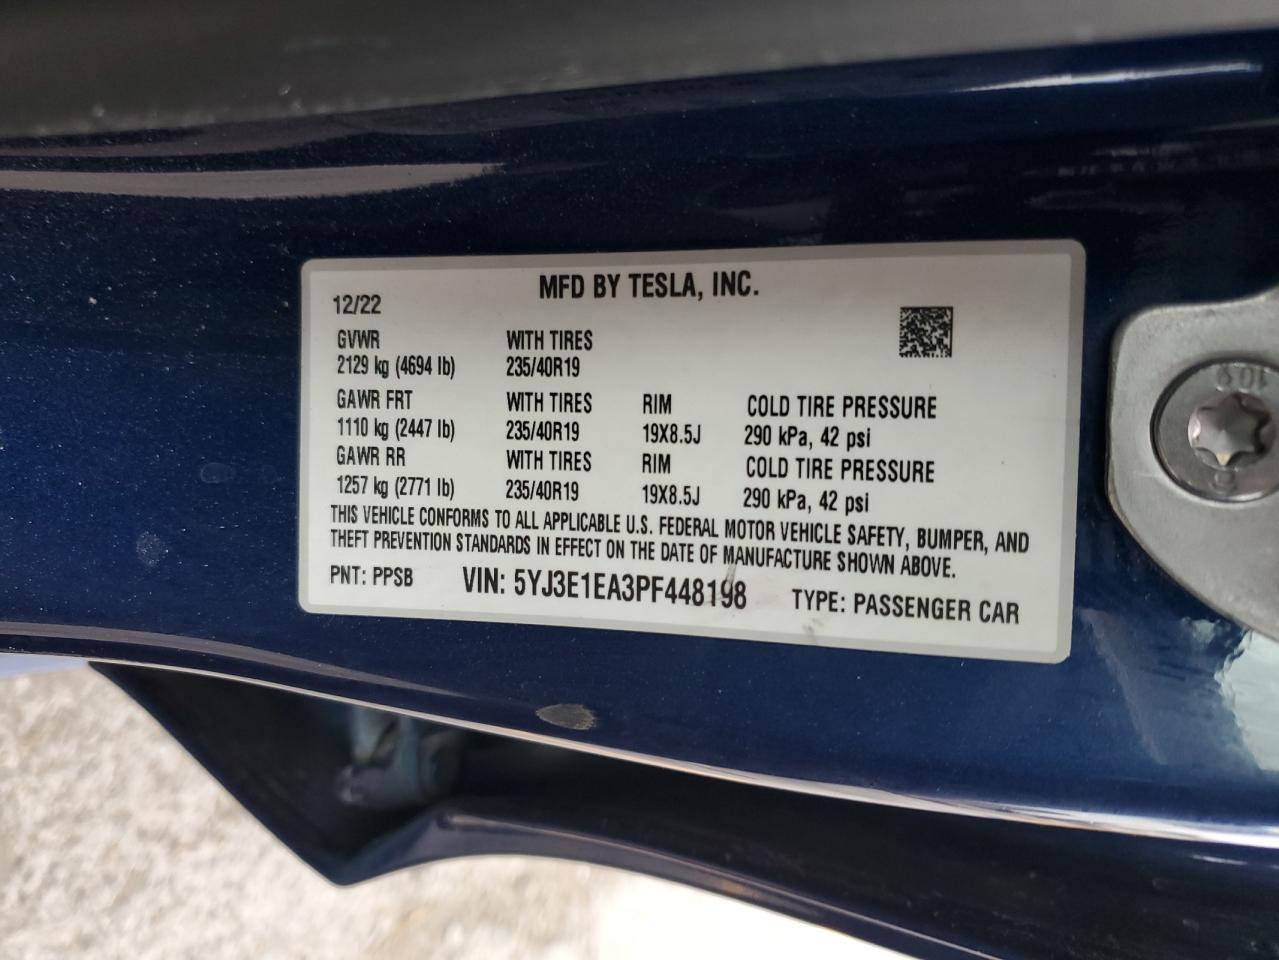 MFD BY TESLA, INC.
12/22
GVWR WITH TIRES
2129 kg (4694 lb) 235/40R19
GAWR FRT WITH TIRES RIM COLD TIRE PRESSURE
1110 kg (2447 lb) 235/40R19 19X8.5J 290 kPa, 42 psi
GAWR RR WITH TIRES RIM COLD TIRE PRESSURE
1257 kg (2771 lb) 235/40R19 19X8.5J 290 kPa, 42 psi
THIS VEHICLE CONFORMS TO ALL APPLICABLE U.S. FEDERAL MOTOR VEHICLE SAFETY, BUMPER, AND
THEFT PREVENTION STANDARDS IN EFFECT ON THE DATE OF MANUFACTURE SHOWN ABOVE.
PNT: PPSB VIN: 5YJ3E1EA3PF448198 TYPE: PASSENGER CAR
10.9